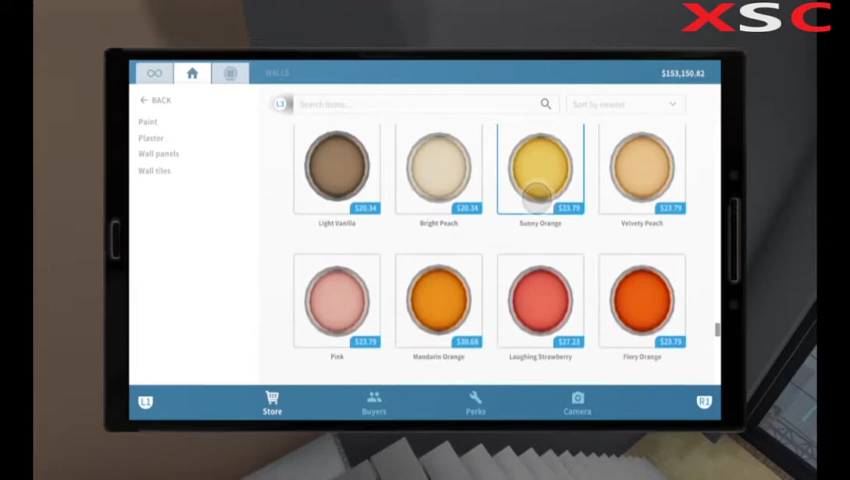 XSC
WALLS
$153,150.82
BACK
L3
Search items...
Sort by newest
Paint
Plaster
Wall panels
Wall tiles
$20.34
$20.34
$23.79
$23.79
Light Vanilla
Bright Peach
Sunny Orange
Velvety Peach
$23.79
$30.68
$27.23
$23.79
Pink
Mandarin Orange
Laughing Strawberry
Fiery Orange
L1
Store
Buyers
Perks
Camera
R1